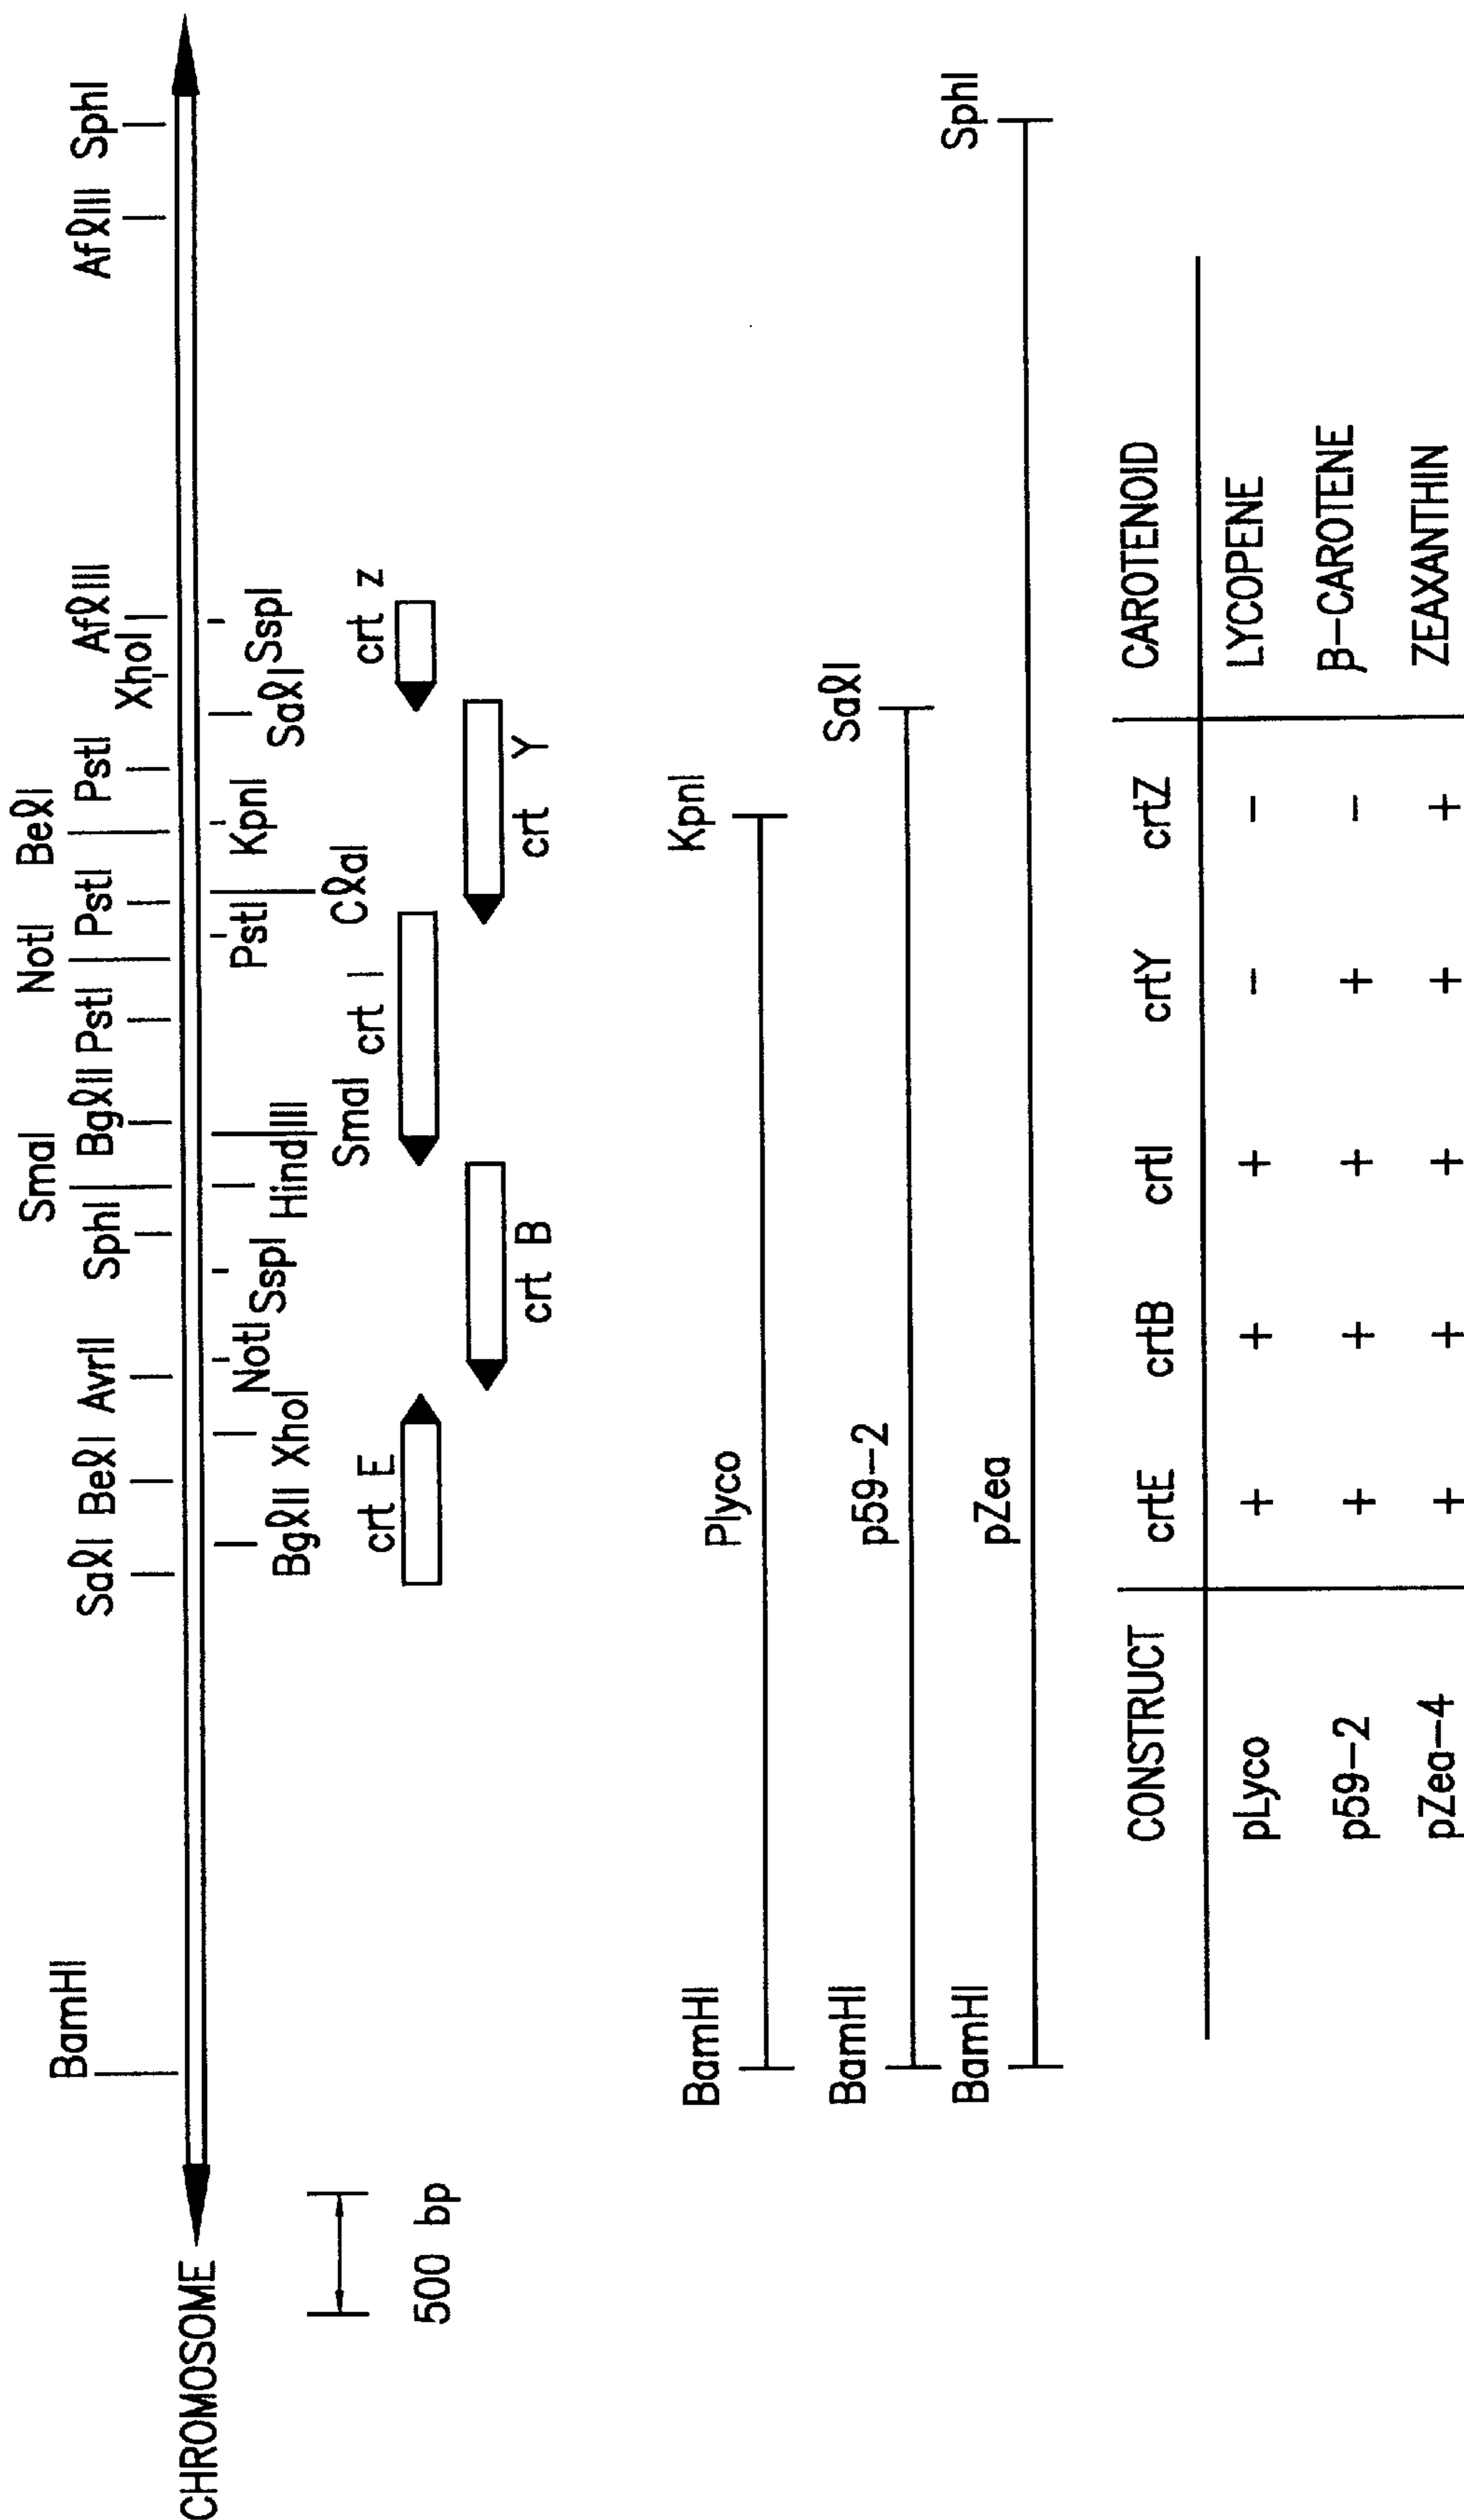 BamHI
SalI BelI AvrII SphI SmaI BglII PstI NotI PstI BelI PstI XhoI AflIII AflIII SphI
CHROMOSOME
BglII XhoI NotI SspI HindIII SmaI PstI ClaI KpnI SalI SspI
500 bp
crt E
crt I
crt Z
crt B
crt Y
BamHI Plyco KpnI
BamHI p59-2 SalI
BamHI pZea SphI
CONSTRUCT crtE crtB crtI crtY crtZ CAROTENOID
pLyco + + + - - LYCOPENE
p59-2 + + + + - β-CAROTENE
pZea-4 + + + + + ZEAXANTHIN